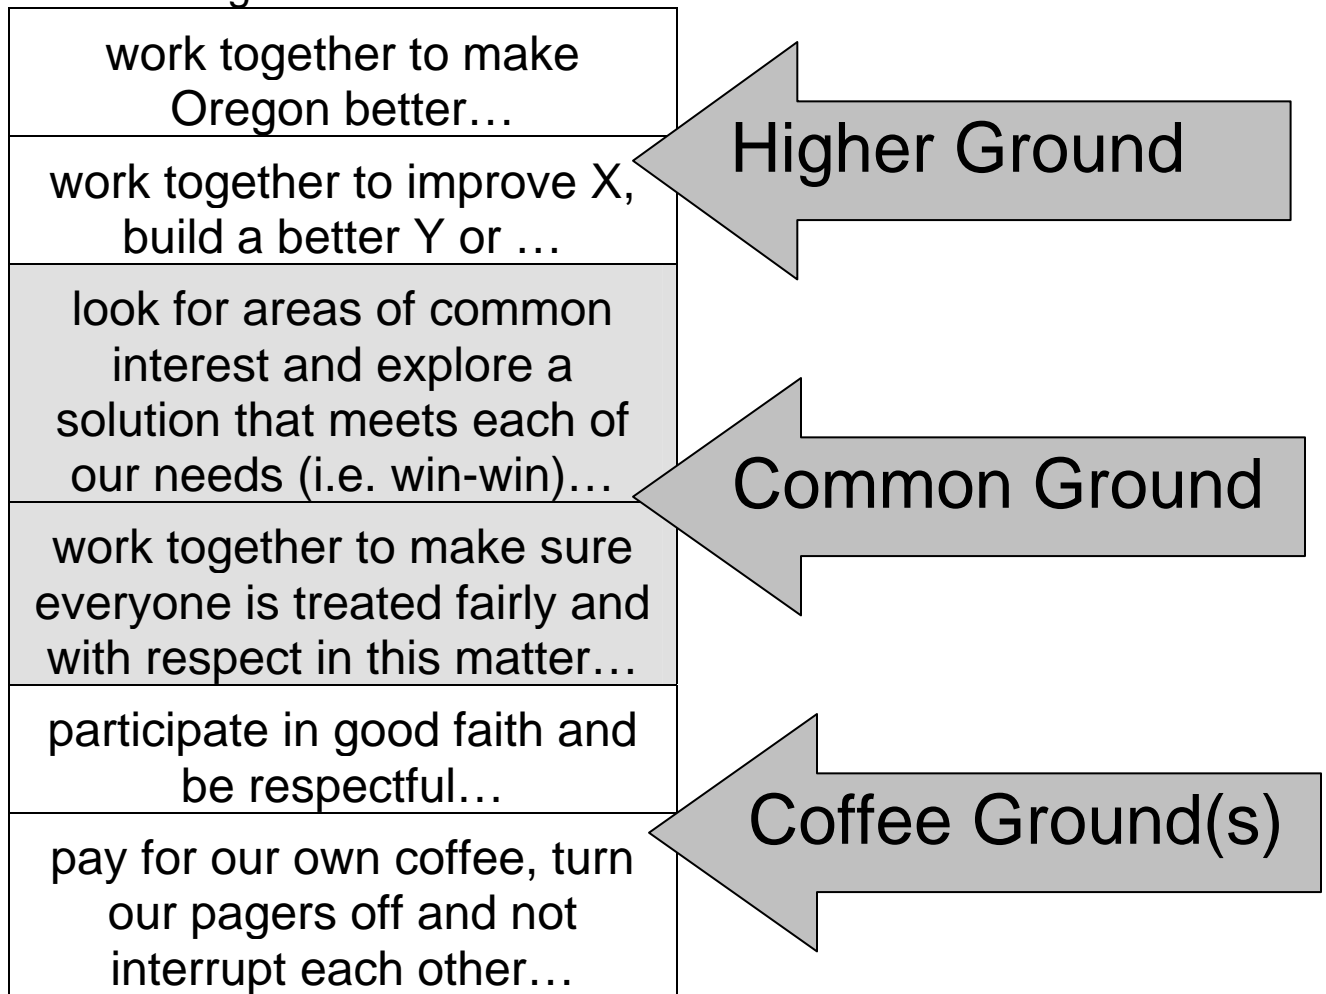 work together to make
Oregon better…
work together to improve X,
build a better Y or …
look for areas of common
interest and explore a
solution that meets each of
our needs (i.e. win-win)…
work together to make sure
everyone is treated fairly and
with respect in this matter…
participate in good faith and
be respectful…
pay for our own coffee, turn
our pagers off and not
interrupt each other…
Higher Ground
Common Ground
Coffee Ground(s)